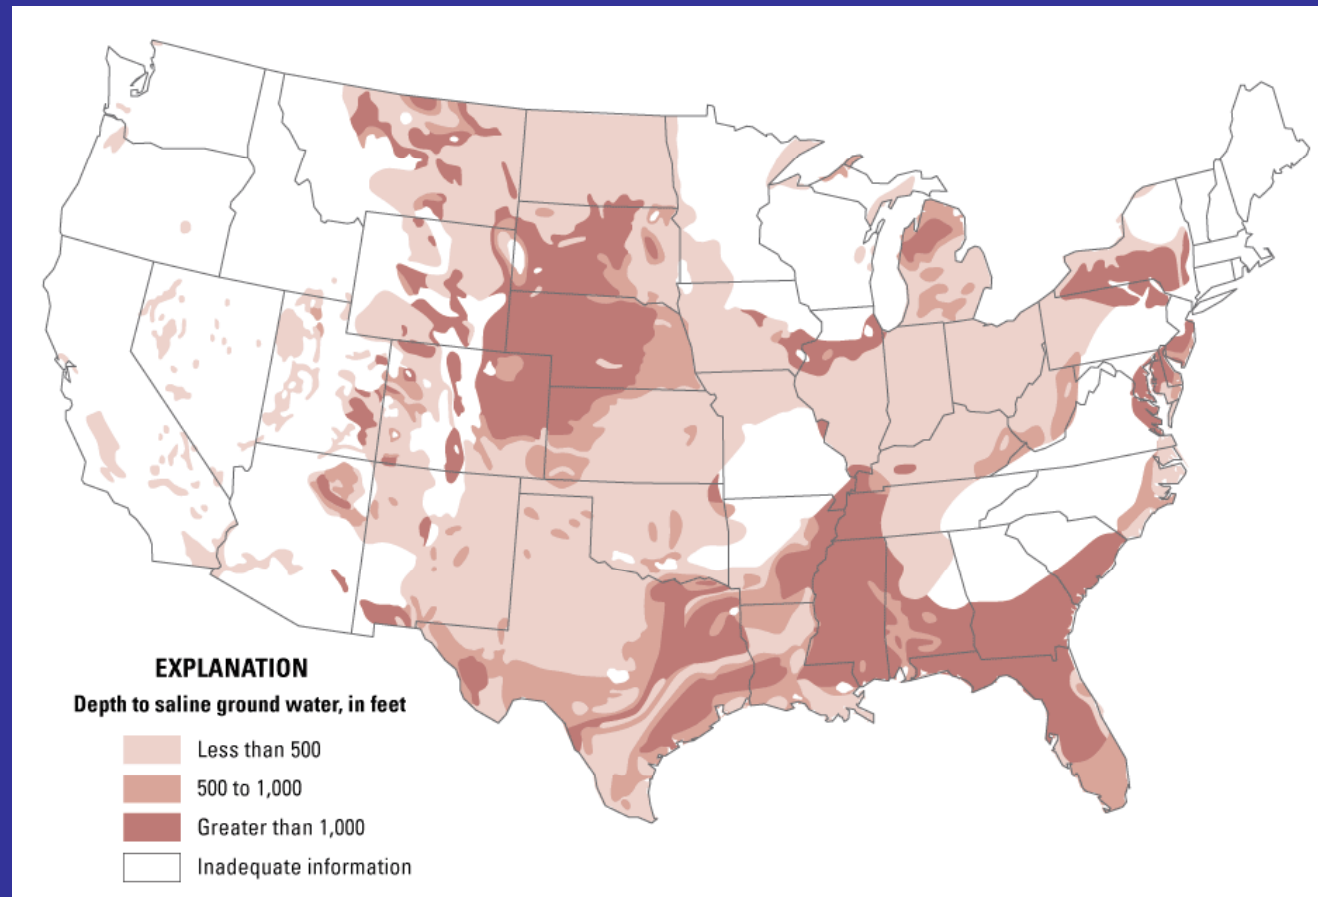 EXPLANATION
Depth to saline ground water, in feet
Less than 500
500 to 1,000
Greater than 1,000
Inadequate information